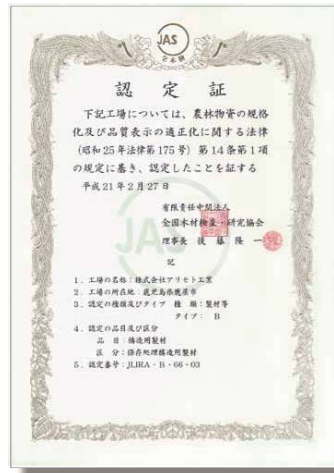 JAS
全木検
認定証
下記工場については、農林物資の規格
化及び品質表示の適正化に関する法律
（昭和25年法律第175号）第14条第1項
の規定に基き、認定したことを証する
平成21年2月27日
有限責任中間法人
全国木材検査・研究協会
理事長 後藤隆一
記
1．工場の名称：株式会社アリモト工業
2．工場の所在地：鹿児島県鹿屋市
3．認定の種類及びタイプ 種 類：製材等
タイプ： B
4．認定の品目及び区分
品 目：構造用製材
区 分：保存処理構造用製材
5．認定番号：JLIRA・B・66・03